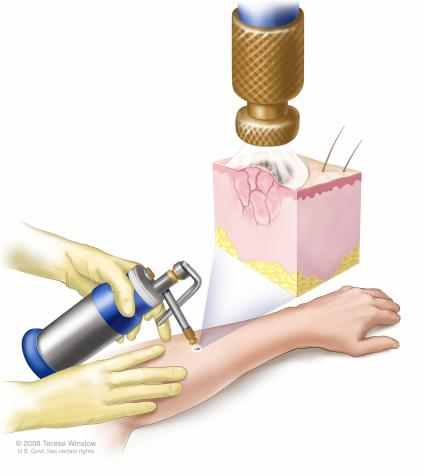 © 2008 Terese Winslow
U.S. Govt. has certain rights